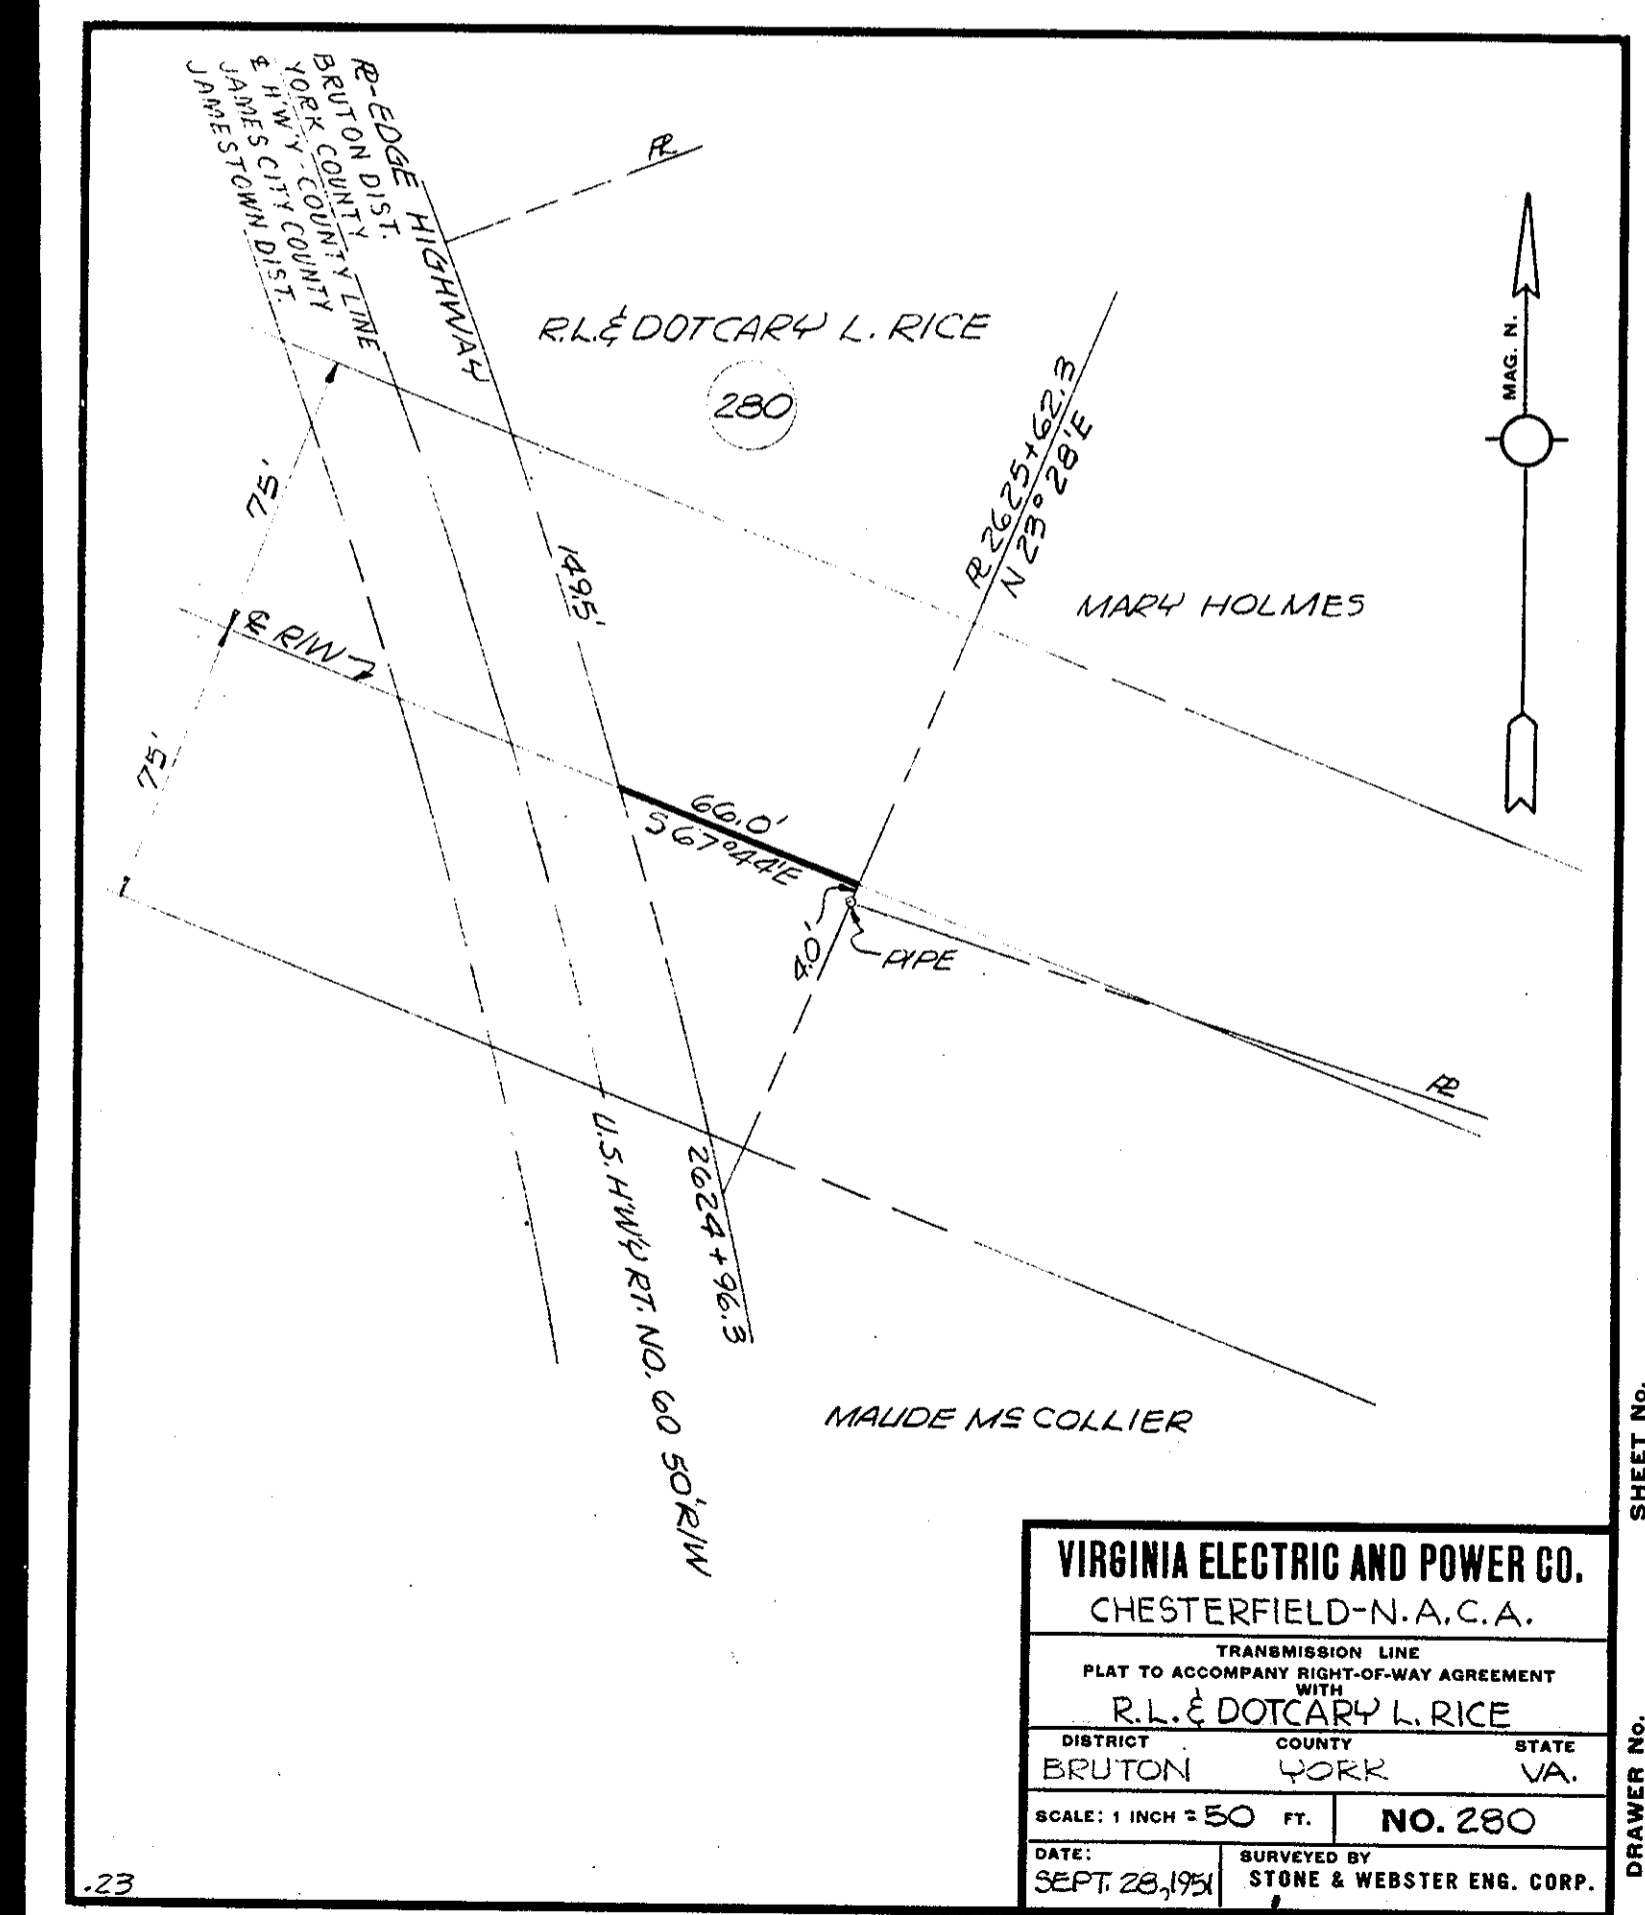 ℗-EDGE HIGHWAY
BRUTON DIST.
YORK COUNTY
℄ H'W'Y-COUNTY LINE
JAMES CITY COUNTY
JAMESTOWN DIST.
℗
R.L. & DOTCARY L. RICE
280
MAG. N.
℗ 2625+62.3
N 23° 28'E
75'
149.5'
MARY HOLMES
℄ R/W
75'
66.0'
S 67°44'E
4.0'
PIPE
℗
U.S. H'W'Y RT. NO. 60 50' R/W
2624+96.3
MAUDE Mc COLLIER
SHEET No.
DRAWER No.
VIRGINIA ELECTRIC AND POWER CO.
CHESTERFIELD-N.A.C.A.
TRANSMISSION LINE
PLAT TO ACCOMPANY RIGHT-OF-WAY AGREEMENT
WITH
R.L. & DOTCARY L. RICE
DISTRICT COUNTY STATE
BRUTON YORK VA.
SCALE: 1 INCH = 50 FT. NO. 280
DATE: SURVEYED BY
SEPT. 28, 1951 STONE & WEBSTER ENG. CORP.
.23